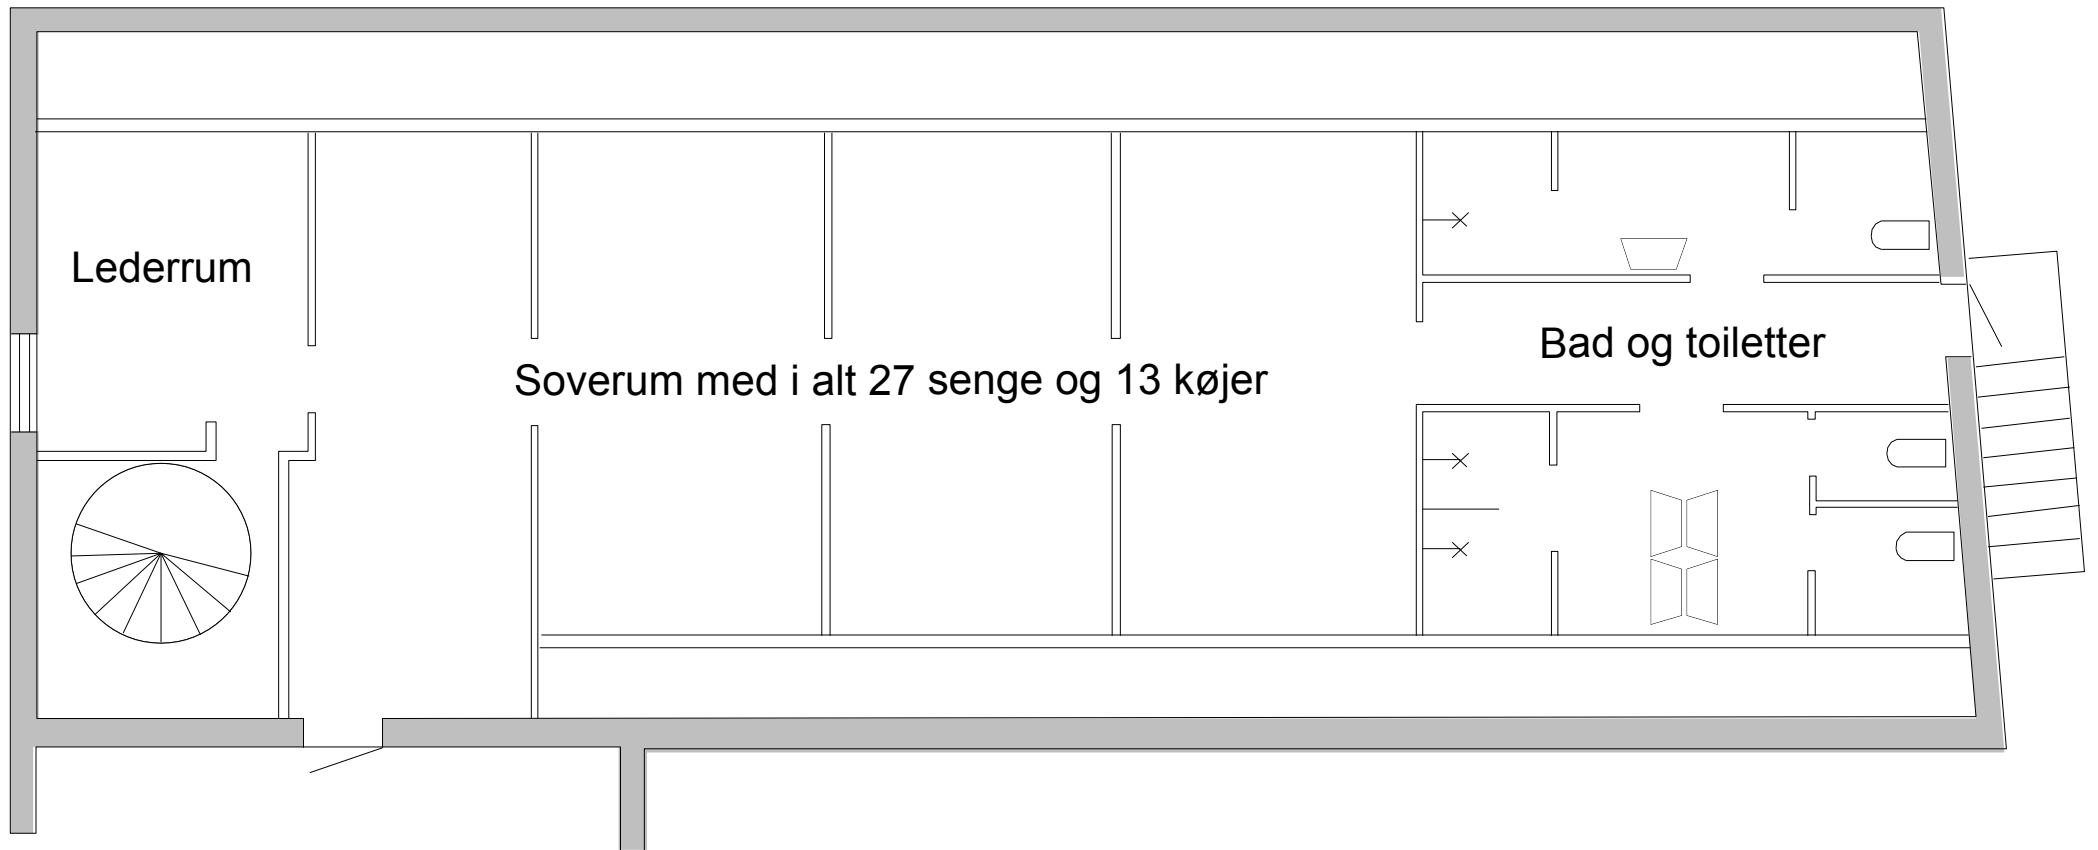 Lederrum
Bad og toiletter
Soverum med i alt 27 senge og 13 køjer